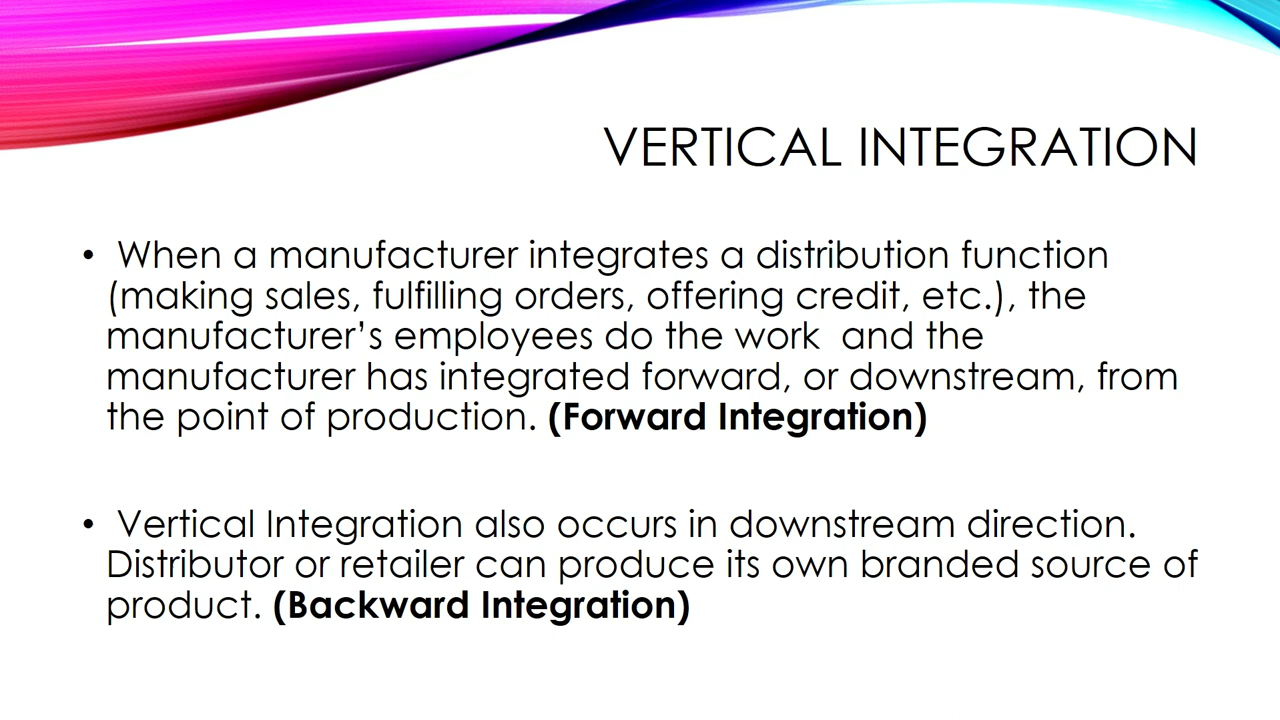 VERTICAL INTEGRATION
• When a manufacturer integrates a distribution function
(making sales, fulfilling orders, offering credit, etc.), the
manufacturer’s employees do the work  and the
manufacturer has integrated forward, or downstream, from
the point of production. (Forward Integration)
• Vertical Integration also occurs in downstream direction.
Distributor or retailer can produce its own branded source of
product. (Backward Integration)